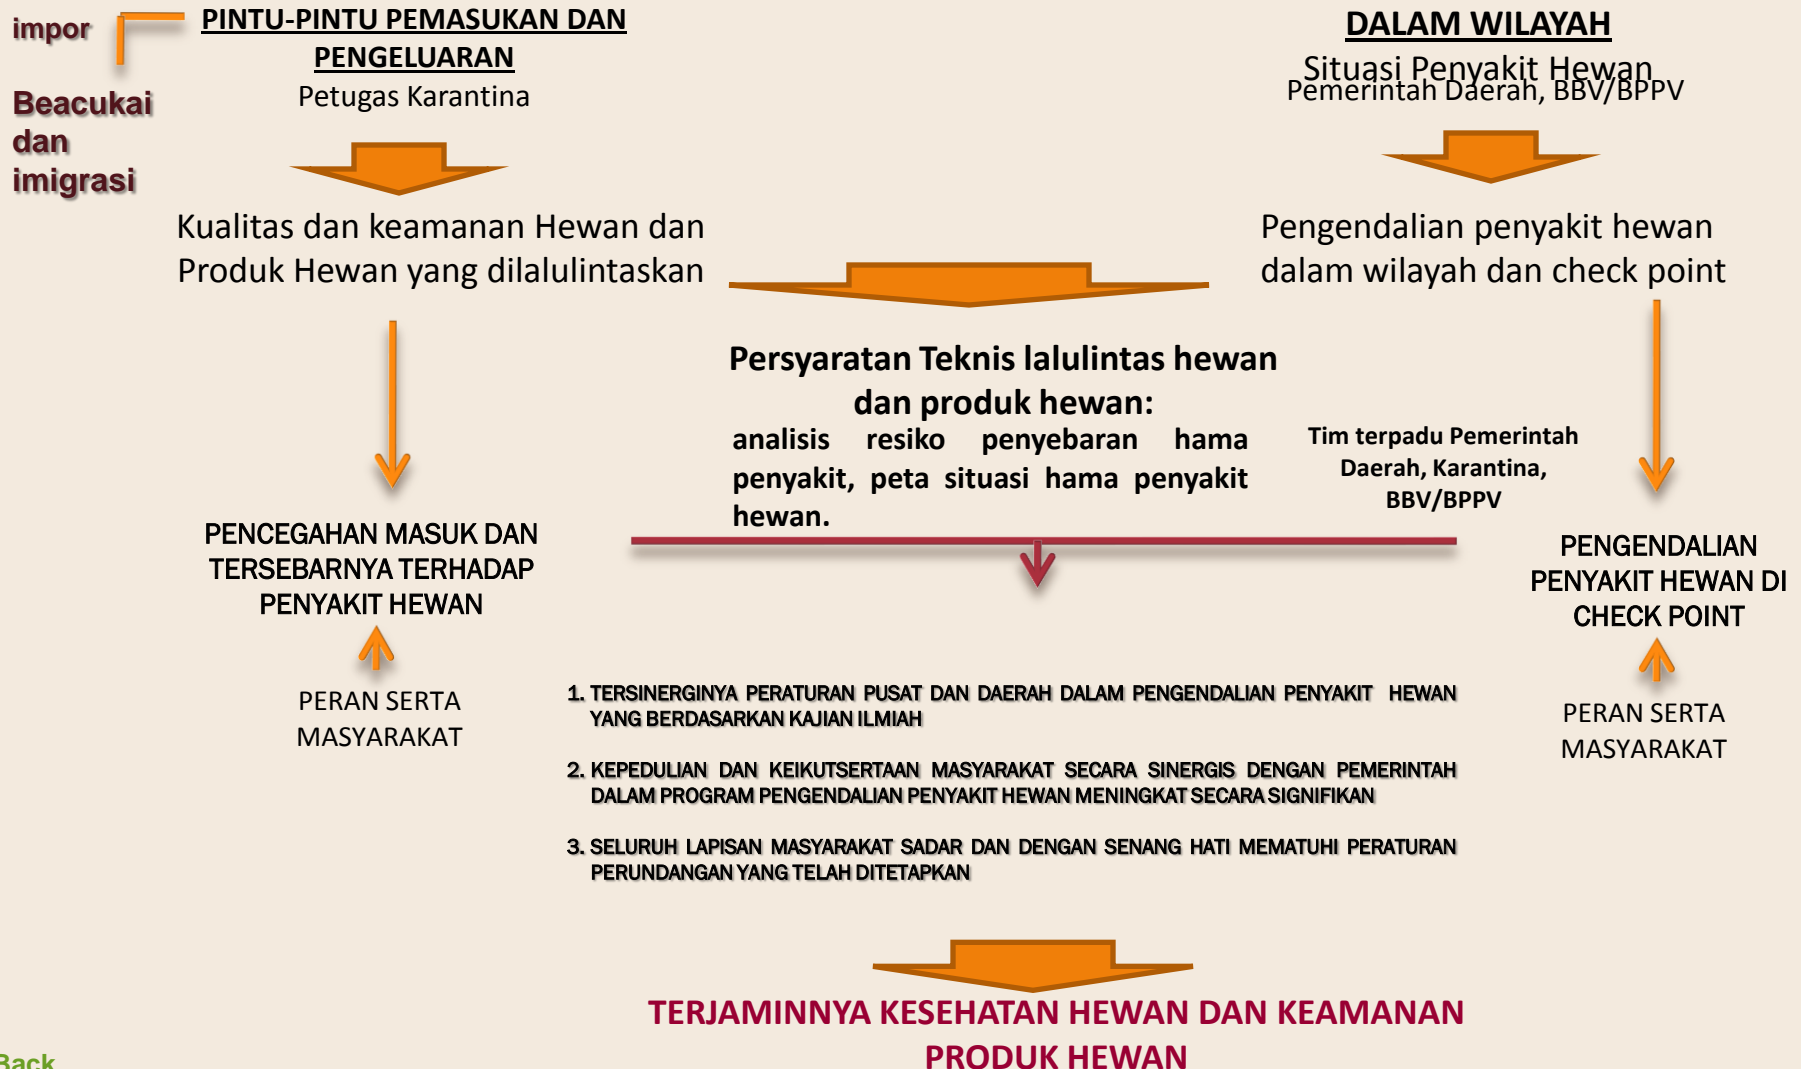 impor
Beacukai
dan
imigrasi
PINTU-PINTU PEMASUKAN DAN
PENGELUARAN
Petugas Karantina
Kualitas dan keamanan Hewan dan
Produk Hewan yang dilalulintaskan
PENCEGAHAN MASUK DAN
TERSEBARNYA TERHADAP
PENYAKIT HEWAN
PERAN SERTA
MASYARAKAT
DALAM WILAYAH
Situasi Penyakit Hewan
Pemerintah Daerah, BBV/BPPV
Pengendalian penyakit hewan
dalam wilayah dan check point
Persyaratan Teknis lalulintas hewan
dan produk hewan:
analisis resiko penyebaran hama
penyakit, peta situasi hama penyakit
hewan.
Tim terpadu Pemerintah
Daerah, Karantina,
BBV/BPPV
PENGENDALIAN
PENYAKIT HEWAN DI
CHECK POINT
PERAN SERTA
MASYARAKAT
1. TERSINERGINYA PERATURAN PUSAT DAN DAERAH DALAM PENGENDALIAN PENYAKIT HEWAN
YANG BERDASARKAN KAJIAN ILMIAH
2. KEPEDULIAN DAN KEIKUTSERTAAN MASYARAKAT SECARA SINERGIS DENGAN PEMERINTAH
DALAM PROGRAM PENGENDALIAN PENYAKIT HEWAN MENINGKAT SECARA SIGNIFIKAN
3. SELURUH LAPISAN MASYARAKAT SADAR DAN DENGAN SENANG HATI MEMATUHI PERATURAN
PERUNDANGAN YANG TELAH DITETAPKAN
TERJAMINNYA KESEHATAN HEWAN DAN KEAMANAN
PRODUK HEWAN
Back